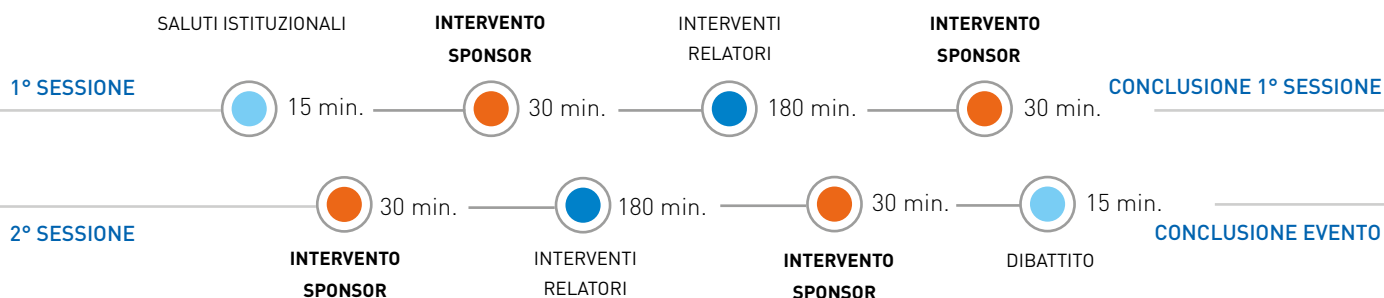 SALUTI ISTITUZIONALI
INTERVENTO
SPONSOR
INTERVENTI
RELATORI
INTERVENTO
SPONSOR
1° SESSIONE
15 min.
30 min.
180 min.
30 min.
CONCLUSIONE 1° SESSIONE
2° SESSIONE
30 min.
180 min.
30 min.
15 min.
CONCLUSIONE EVENTO
INTERVENTO
SPONSOR
INTERVENTI
RELATORI
INTERVENTO
SPONSOR
DIBATTITO